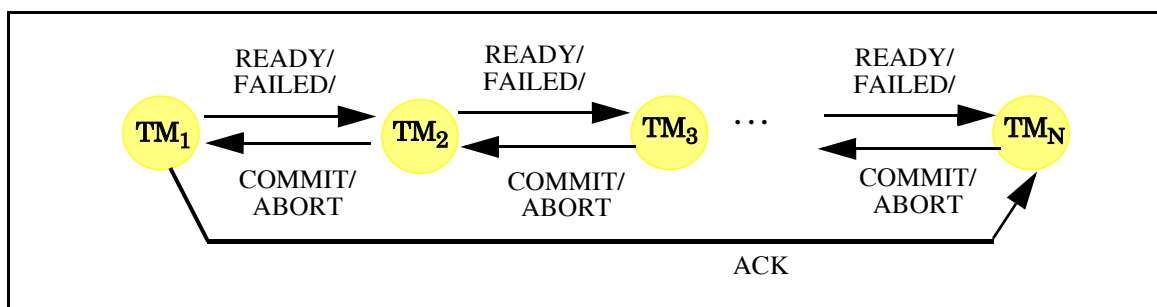 READY/
FAILED/
READY/
FAILED/
READY/
FAILED/
TM1
TM2
TM3
...
TMN
COMMIT/
ABORT
COMMIT/
ABORT
COMMIT/
ABORT
ACK